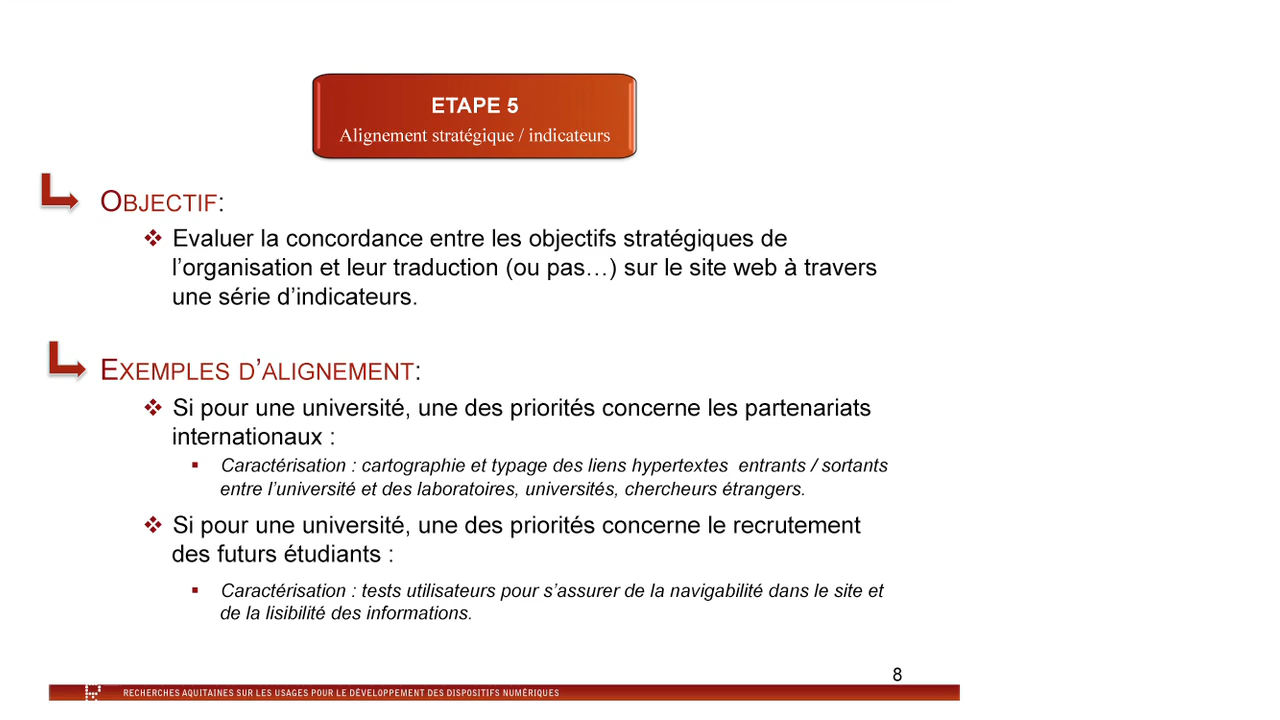 ETAPE 5
Alignement stratégique / indicateurs
OBJECTIF:
Evaluer la concordance entre les objectifs stratégiques de
l’organisation et leur traduction (ou pas…) sur le site web à travers
une série d’indicateurs.
EXEMPLES D’ALIGNEMENT:
Si pour une université, une des priorités concerne les partenariats
internationaux :
Caractérisation : cartographie et typage des liens hypertextes entrants / sortants
entre l’université et des laboratoires, universités, chercheurs étrangers.
Si pour une université, une des priorités concerne le recrutement
des futurs étudiants :
Caractérisation : tests utilisateurs pour s’assurer de la navigabilité dans le site et
de la lisibilité des informations.
8
RECHERCHES AQUITAINES SUR LES USAGES POUR LE DÉVELOPPEMENT DES DISPOSITIFS NUMÉRIQUES